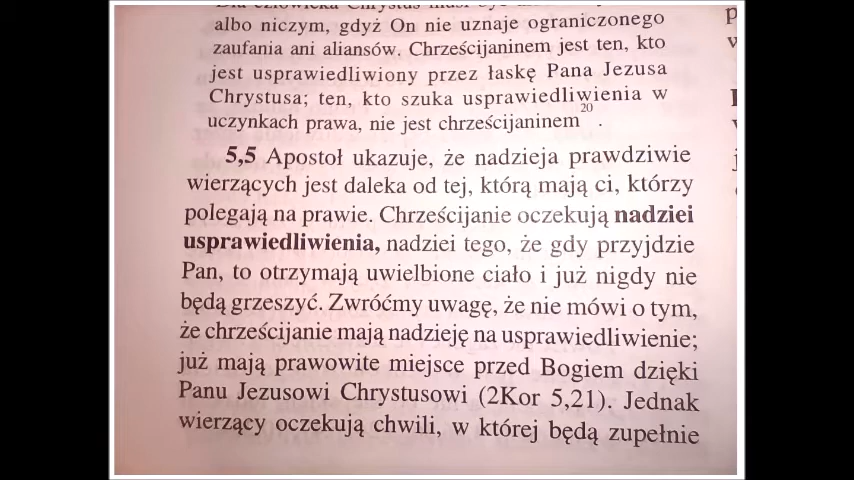 albo niczym, gdyż On nie uznaje ograniczonego
zaufania ani aliansów. Chrześcijaninem jest ten, kto
jest usprawiedliwiony przez łaskę Pana Jezusa
Chrystusa; ten, kto szuka usprawiedliwienia w
uczynkach prawa, nie jest chrześcijaninem 20 .
5,5 Apostoł ukazuje, że nadzieja prawdziwie
wierzących jest daleka od tej, którą mają ci, którzy
polegają na prawie. Chrześcijanie oczekują nadziei
usprawiedliwienia, nadziei tego, że gdy przyjdzie
Pan, to otrzymają uwielbione ciało i już nigdy nie
będą grzeszyć. Zwróćmy uwagę, że nie mówi o tym,
że chrześcijanie mają nadzieję na usprawiedliwienie;
już mają prawowite miejsce przed Bogiem dzięki
Panu Jezusowi Chrystusowi (2Kor 5,21). Jednak
wierzący oczekują chwili, w której będą zupełnie